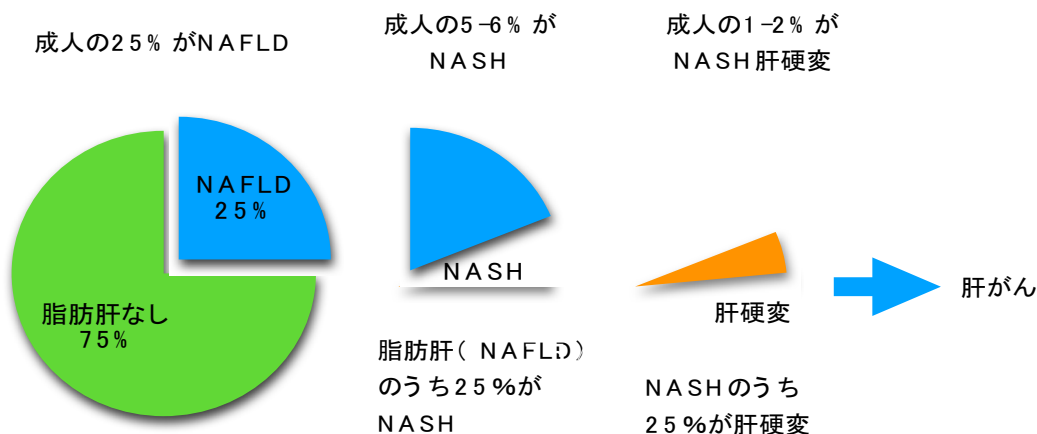 成人の25% がNAFLD
成人の5-6% が
NASH
成人の1-2% が
NASH肝硬変
NAFLD
25%
脂肪肝なし
75%
NASH
肝硬変
肝がん
脂肪肝( NAFLD)
のうち25%が
NASH
NASHのうち
25%が肝硬変